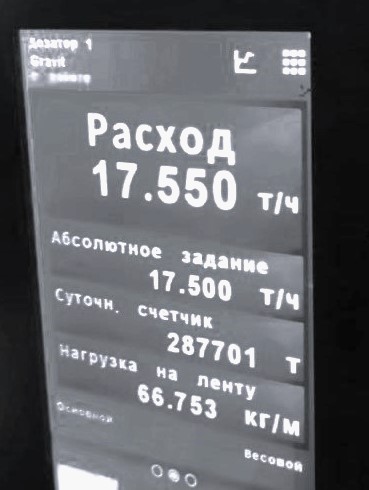 Дозатор 1
Gravit
Расход
17.550 т/ч
Абсолютное задание
17.500 т/ч
Суточн. счетчик
287701 т
Нагрузка на ленту
66.753 кг/м
Основной
Весовой